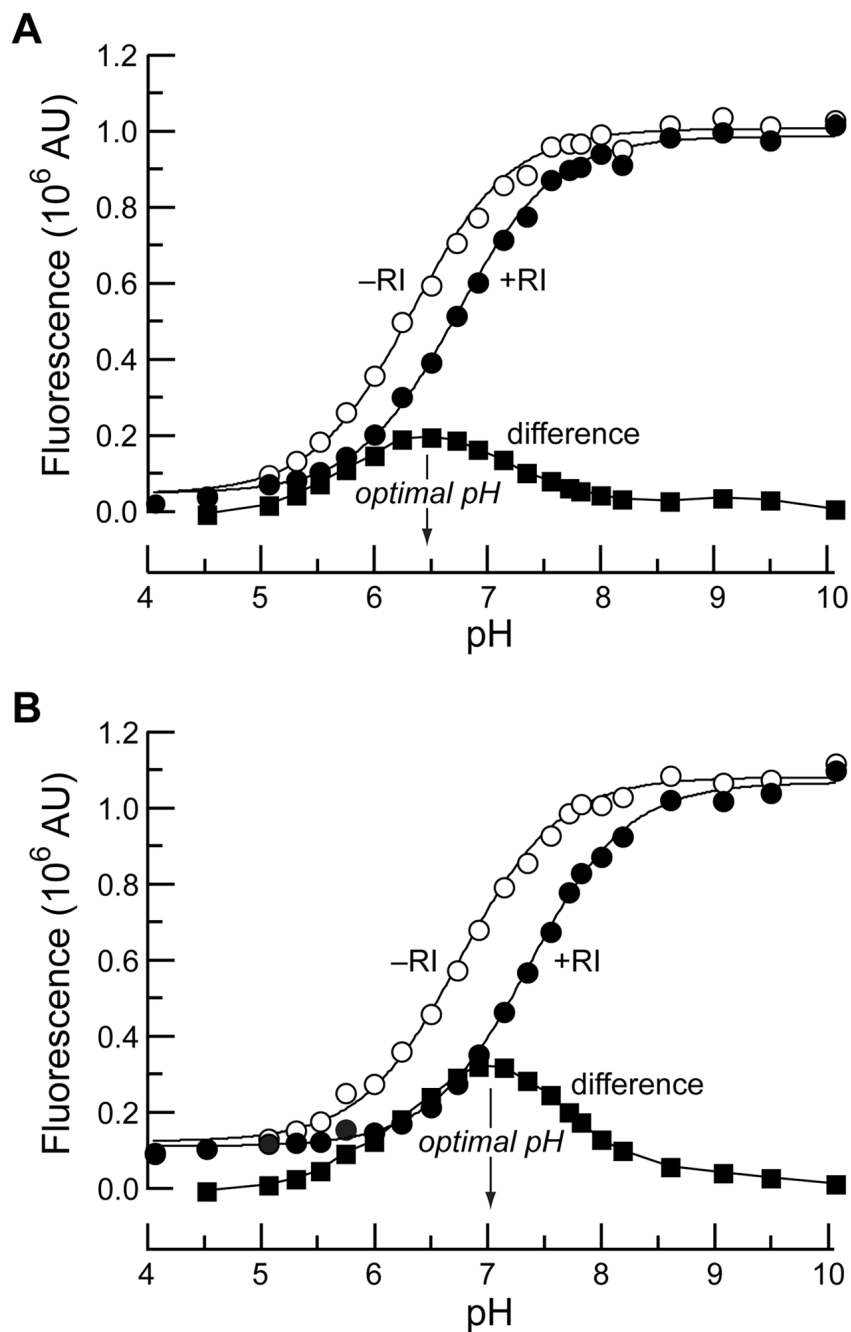 A
1.2
1.0
0.8
0.6
0.4
0.2
0.0
Fluorescence (10⁶ AU)
–RI
+RI
difference
optimal pH
4 5 6 7 8 9 10
pH
B
1.2
1.0
0.8
0.6
0.4
0.2
0.0
Fluorescence (10⁶ AU)
–RI
+RI
difference
optimal pH
4 5 6 7 8 9 10
pH